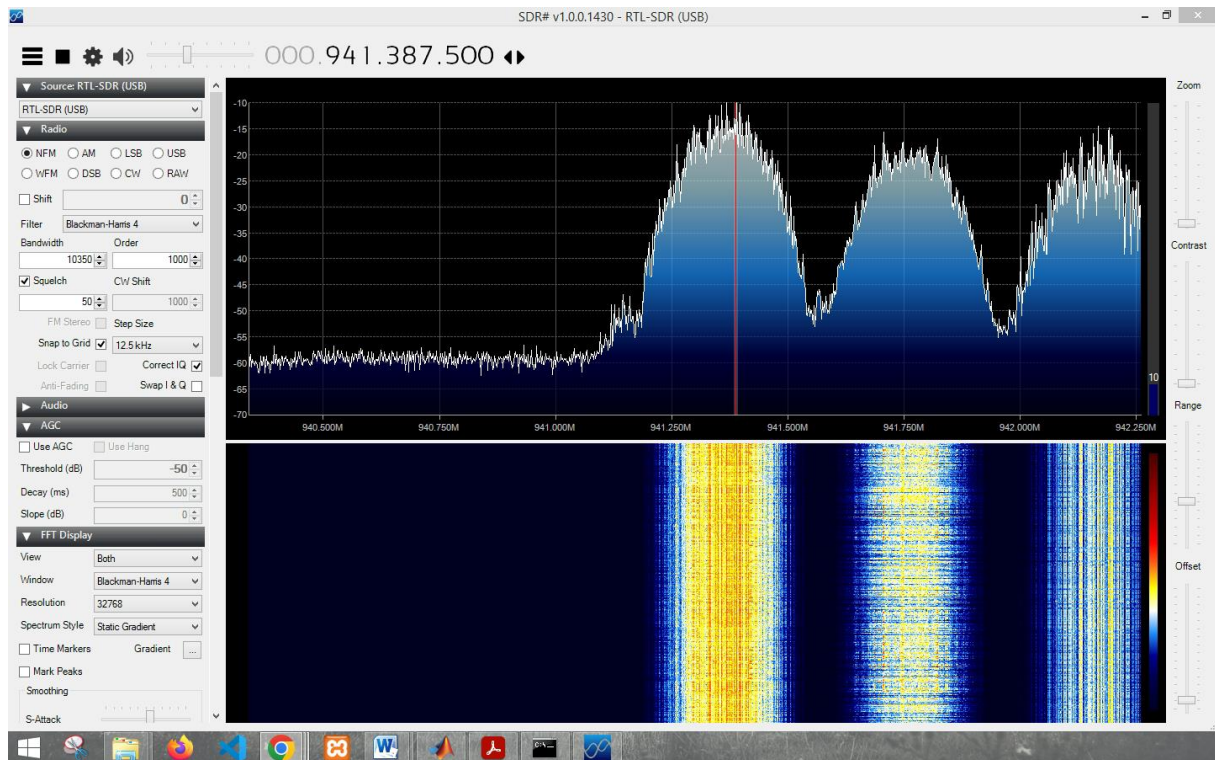 SDR# v1.0.0.1430 - RTL-SDR (USB)
000.941.387.500
Source: RTL-SDR (USB)
RTL-SDR (USB)
Radio
NFM AM LSB USB
WFM DSB CW RAW
Shift 0
Filter Blackman-Harris 4
Bandwidth Order
10350 1000
Squelch CW Shift
50 1000
FM Stereo Step Size
Snap to Grid 12.5 kHz
Lock Carrier Correct IQ
Anti-Fading Swap I & Q
Audio
AGC
Use AGC Use Hang
Threshold (dB) -50
Decay (ms) 500
Slope (dB) 0
FFT Display
View Both
Window Blackman-Harris 4
Resolution 32768
Spectrum Style Static Gradient
Time Markers Gradient ...
Mark Peaks
Smoothing
S-Attack
-10
-15
-20
-25
-30
-35
-40
-45
-50
-55
-60
-65
-70
940.500M 940.750M 941.000M 941.250M 941.500M 941.750M 942.000M 942.250M
10
Zoom
Contrast
Range
Offset